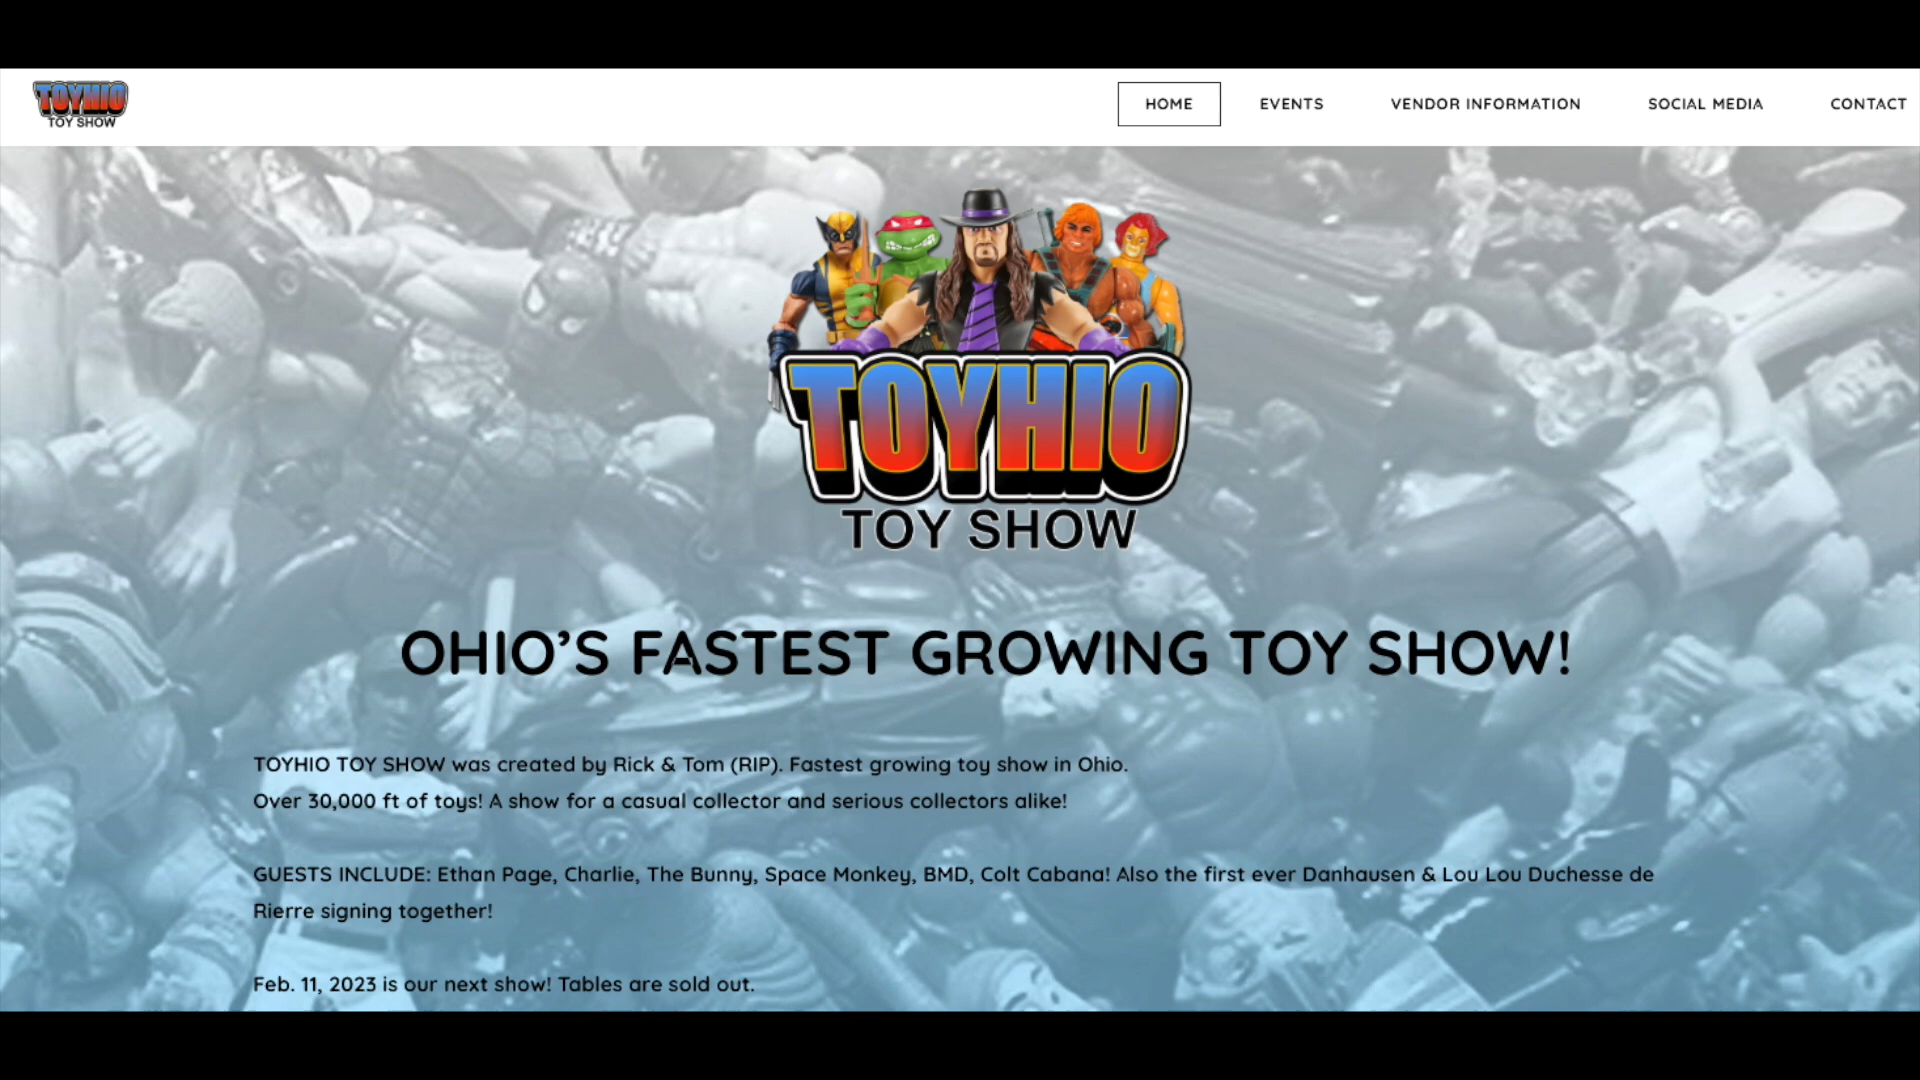 TOYHIO
TOY SHOW
HOME EVENTS VENDOR INFORMATION SOCIAL MEDIA CONTACT
TOYHIO
TOY SHOW
OHIO’S FASTEST GROWING TOY SHOW!
TOYHIO TOY SHOW was created by Rick & Tom (RIP). Fastest growing toy show in Ohio.
Over 30,000 ft of toys! A show for a casual collector and serious collectors alike!
GUESTS INCLUDE: Ethan Page, Charlie, The Bunny, Space Monkey, BMD, Colt Cabana! Also the first ever Danhausen & Lou Lou Duchesse de
Rierre signing together!
Feb. 11, 2023 is our next show! Tables are sold out.